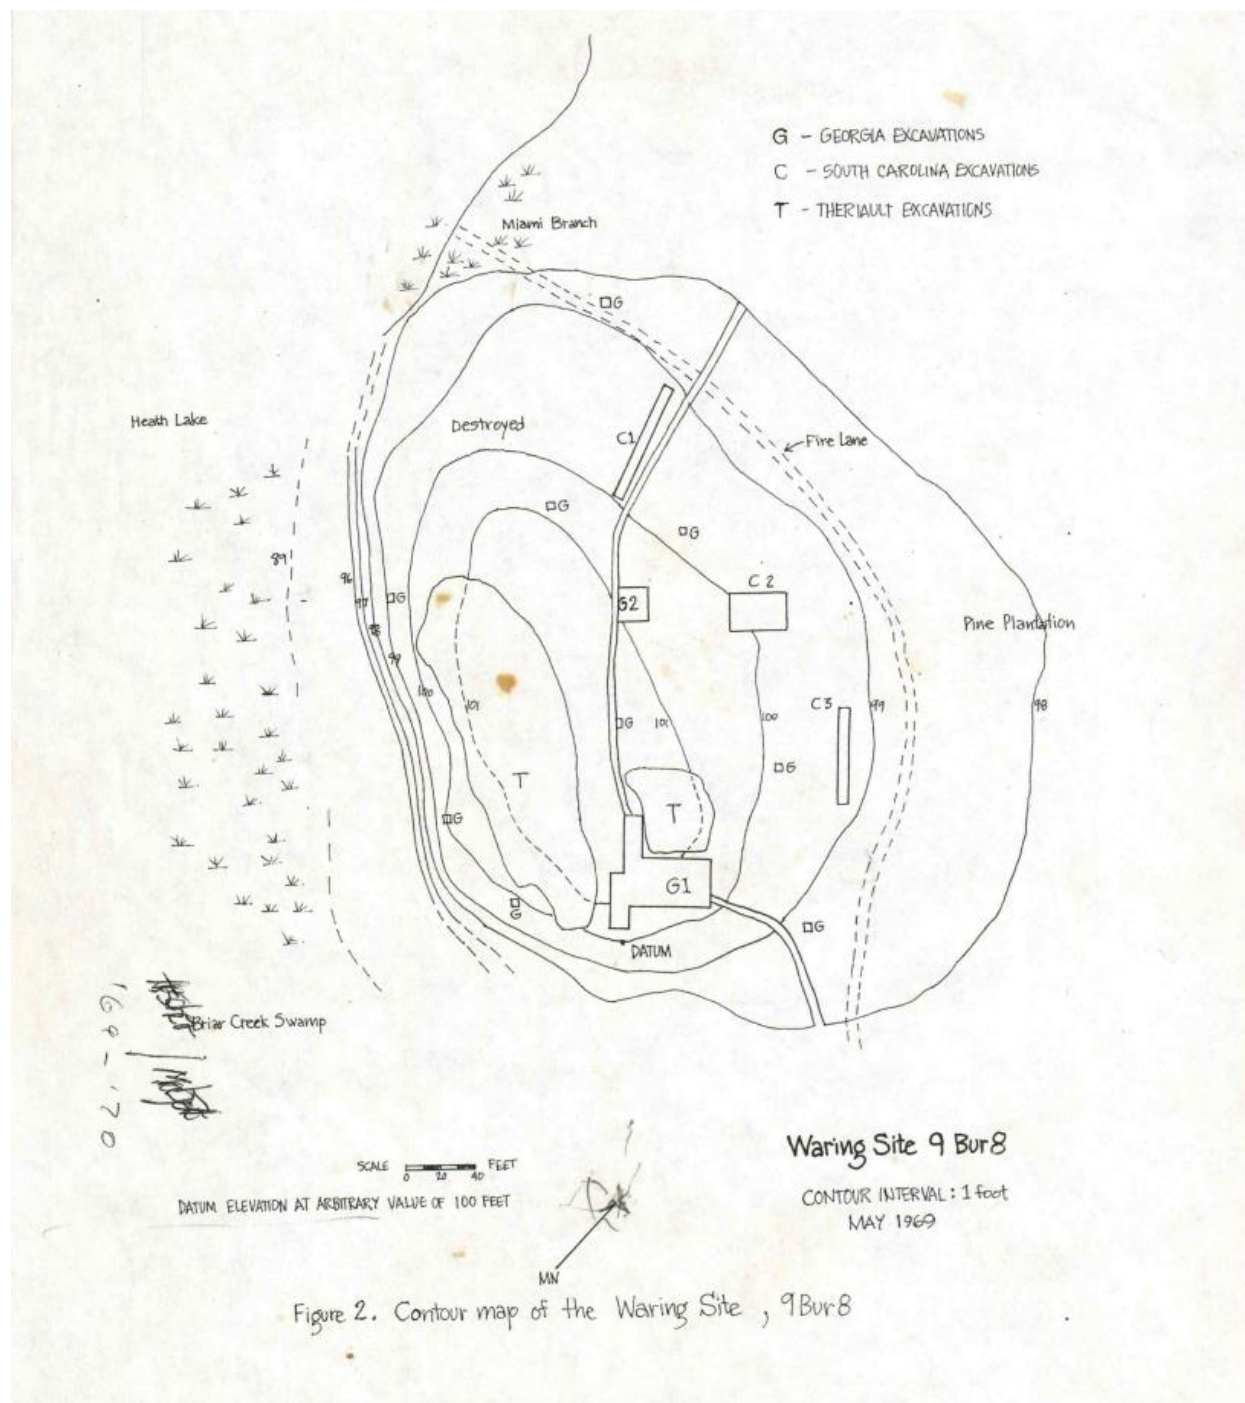 G - GEORGIA EXCAVATIONS
C - SOUTH CAROLINA EXCAVATIONS
T - THERIAULT EXCAVATIONS
Miami Branch
G
Heath Lake
Destroyed
C1
Fire Lane
G
G
89
96
97
98
99
G
G2
C 2
Pine Plantation
100
101
G
101
100
C3
99
98
T
G
T
G
G1
G
G
DATUM
Briar Creek Swamp
'69-'70
Waring Site 9 Bur8
SCALE 0 20 40 FEET
CONTOUR INTERVAL: 1 foot
DATUM ELEVATION AT ARBITRARY VALUE OF 100 FEET
MAY 1969
MN
Figure 2. Contour map of the Waring Site, 9Bur8